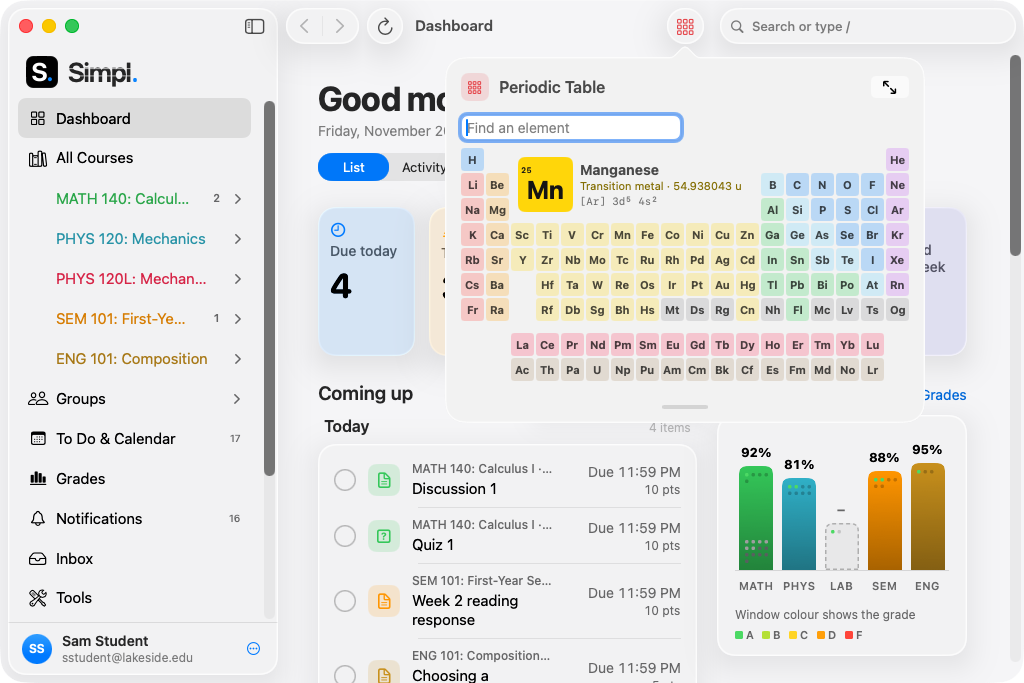 S. Simpl.
Dashboard
Search or type /
Dashboard
All Courses
MATH 140: Calcul... 2
PHYS 120: Mechanics
PHYS 120L: Mechan...
SEM 101: First-Ye... 1
ENG 101: Composition
Groups
To Do & Calendar 17
Grades
Notifications 16
Inbox
Tools
SS
Sam Student
sstudent@lakeside.edu
Good mo
Friday, November 20
List Activity
Due today
4
Periodic Table
Find an element
25
Mn
Manganese
Transition metal · 54.938043 u
[Ar] 3d⁵ 4s²
H He
Li Be B C N O F Ne
Na Mg Al Si P S Cl Ar
K Ca Sc Ti V Cr Mn Fe Co Ni Cu Zn Ga Ge As Se Br Kr
Rb Sr Y Zr Nb Mo Tc Ru Rh Pd Ag Cd In Sn Sb Te I Xe
Cs Ba Hf Ta W Re Os Ir Pt Au Hg Tl Pb Bi Po At Rn
Fr Ra Rf Db Sg Bh Hs Mt Ds Rg Cn Nh Fl Mc Lv Ts Og
La Ce Pr Nd Pm Sm Eu Gd Tb Dy Ho Er Tm Yb Lu
Ac Th Pa U Np Pu Am Cm Bk Cf Es Fm Md No Lr
Coming up
Today
4 items
MATH 140: Calculus I ·...
Discussion 1
Due 11:59 PM
10 pts
MATH 140: Calculus I ·...
Quiz 1
Due 11:59 PM
10 pts
SEM 101: First-Year Se...
Week 2 reading
response
Due 11:59 PM
10 pts
ENG 101: Composition...
Choosing a
Due 11:59 PM
Grades
92% 81% – 88% 95%
MATH PHYS LAB SEM ENG
Window colour shows the grade
A B C D F